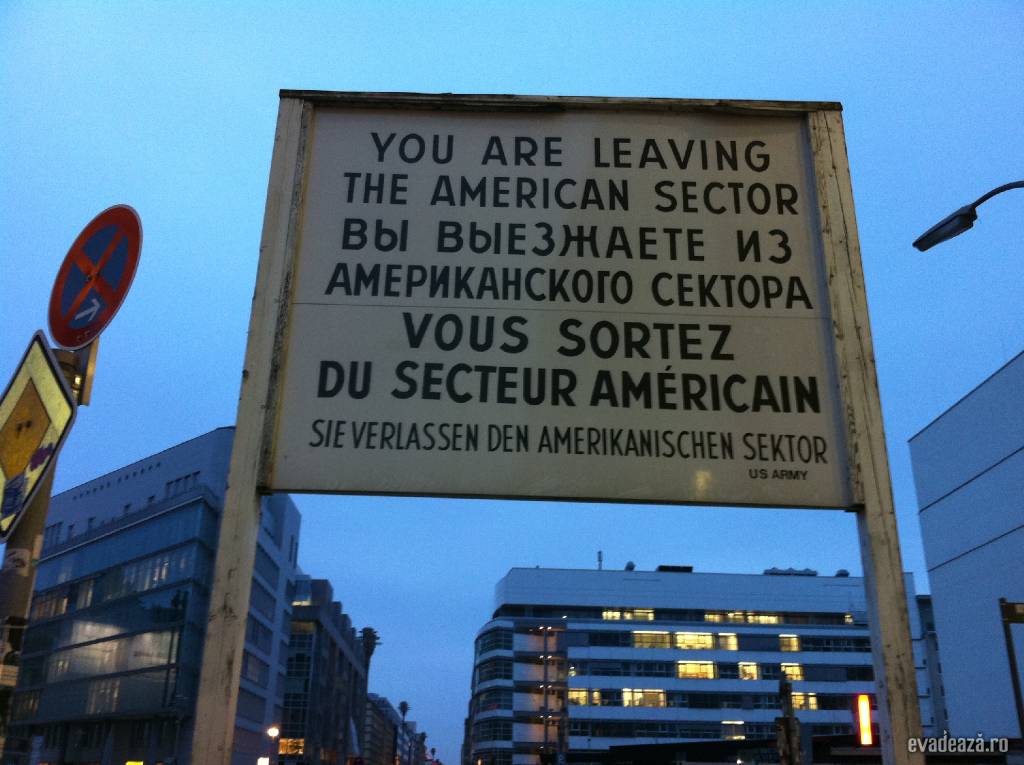 YOU ARE LEAVING
THE AMERICAN SECTOR
ВЫ ВЫЕЗЖАЕТЕ ИЗ
АМЕРИКАНСКОГО СЕКТОРА
VOUS SORTEZ
DU SECTEUR AMÉRICAIN
SIE VERLASSEN DEN AMERIKANISCHEN SEKTOR
US ARMY
evadează.ro